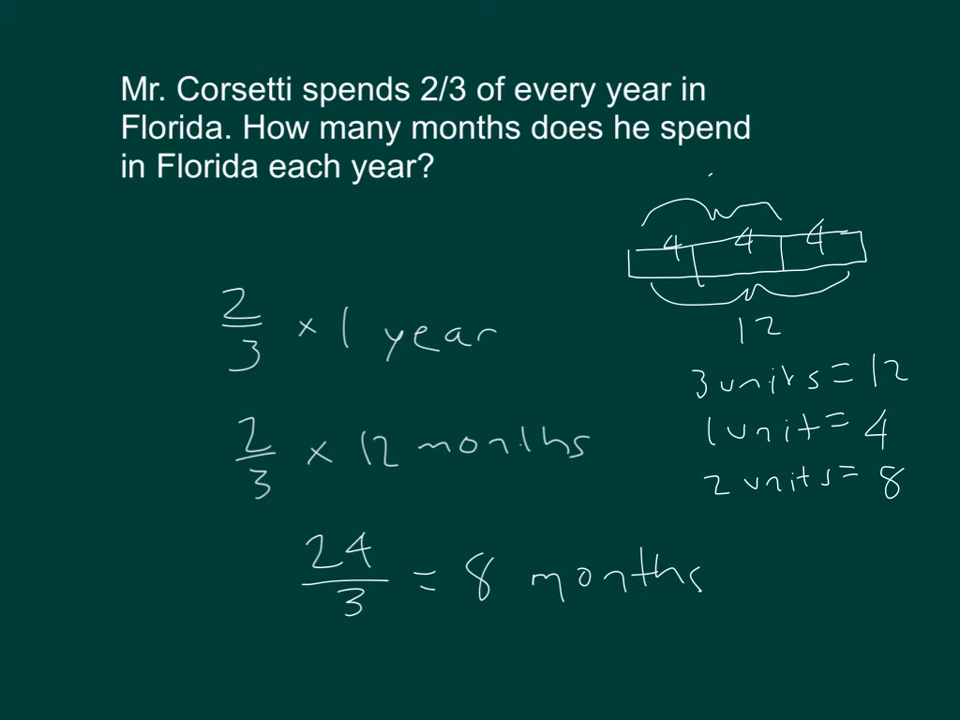 Mr. Corsetti spends 2/3 of every year in
Florida. How many months does he spend
in Florida each year?
4 4 4
12
2/3 × 1 year
3 units = 12
1 unit = 4
2/3 × 12 months
2 units = 8
24/3 = 8 months